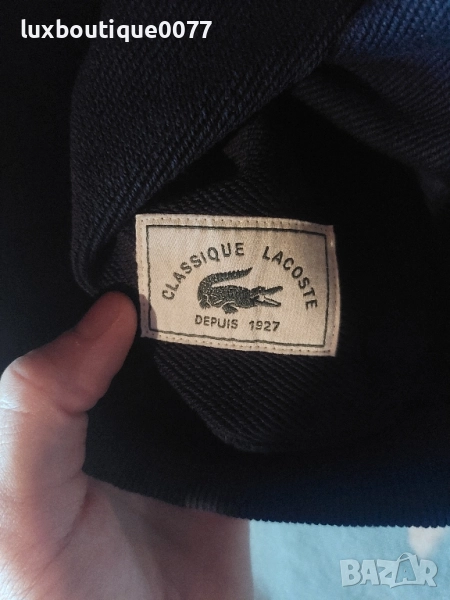 luxboutique0077
CLASSIQUE LACOSTE
DEPUIS 1927
BAZAR